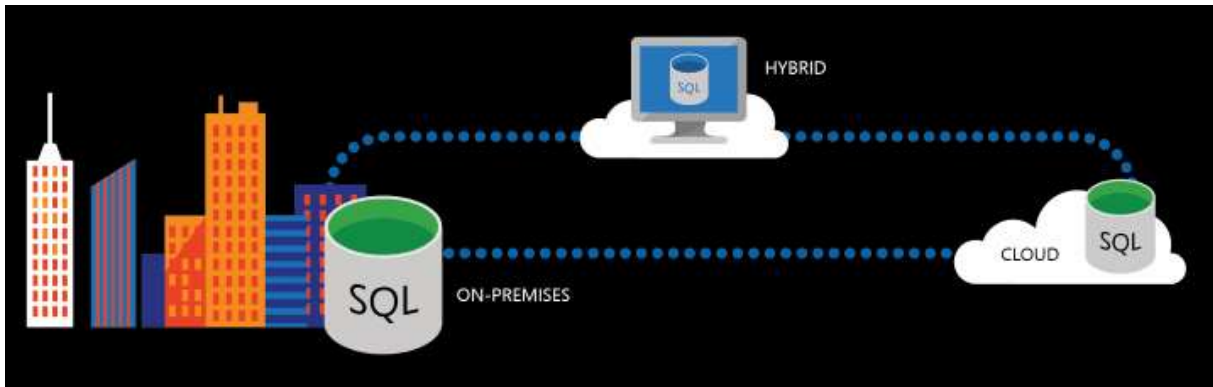 SQL
HYBRID
SQL
CLOUD
SQL
ON-PREMISES